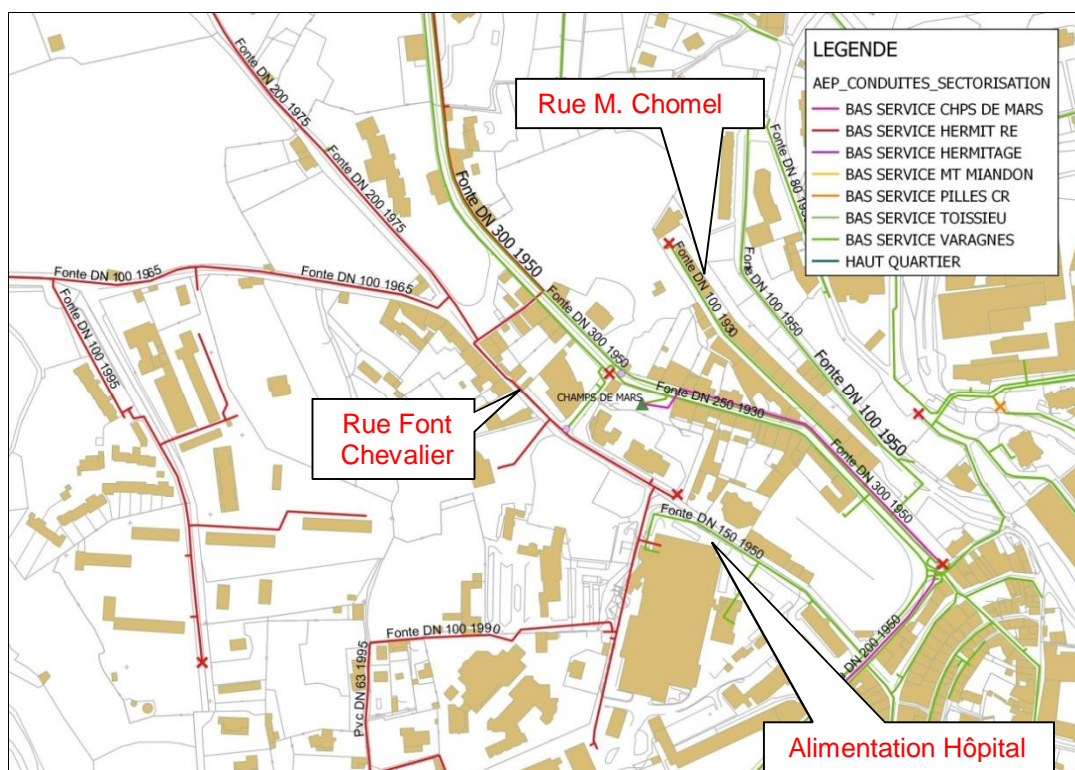 LEGENDE
AEP_CONDUITES_SECTORISATION
BAS SERVICE CHPS DE MARS
BAS SERVICE HERMIT RE
BAS SERVICE HERMITAGE
BAS SERVICE MT MIANDON
BAS SERVICE PILLES CR
BAS SERVICE TOISSIEU
BAS SERVICE VARAGNES
HAUT QUARTIER
Rue M. Chomel
Fonte DN 200 1975
Fonte DN 200 1975
Fonte DN 300 1950
Fonte DN 80 195
Fonte DN 100 1965
Fonte DN 100 1965
Fonte DN 100 1930
Fonte DN 100 1950
Fonte DN 300 1950
Fonte DN 100 1950
Fonte DN 100 1995
CHAMPS DE MARS
Fonte DN 250 1930
Rue Font
Chevalier
Fonte DN 300 1950
Fonte DN 150 1950
Fonte DN 100 1990
Pvc DN 63 1995
DN 200 1950
Alimentation Hôpital